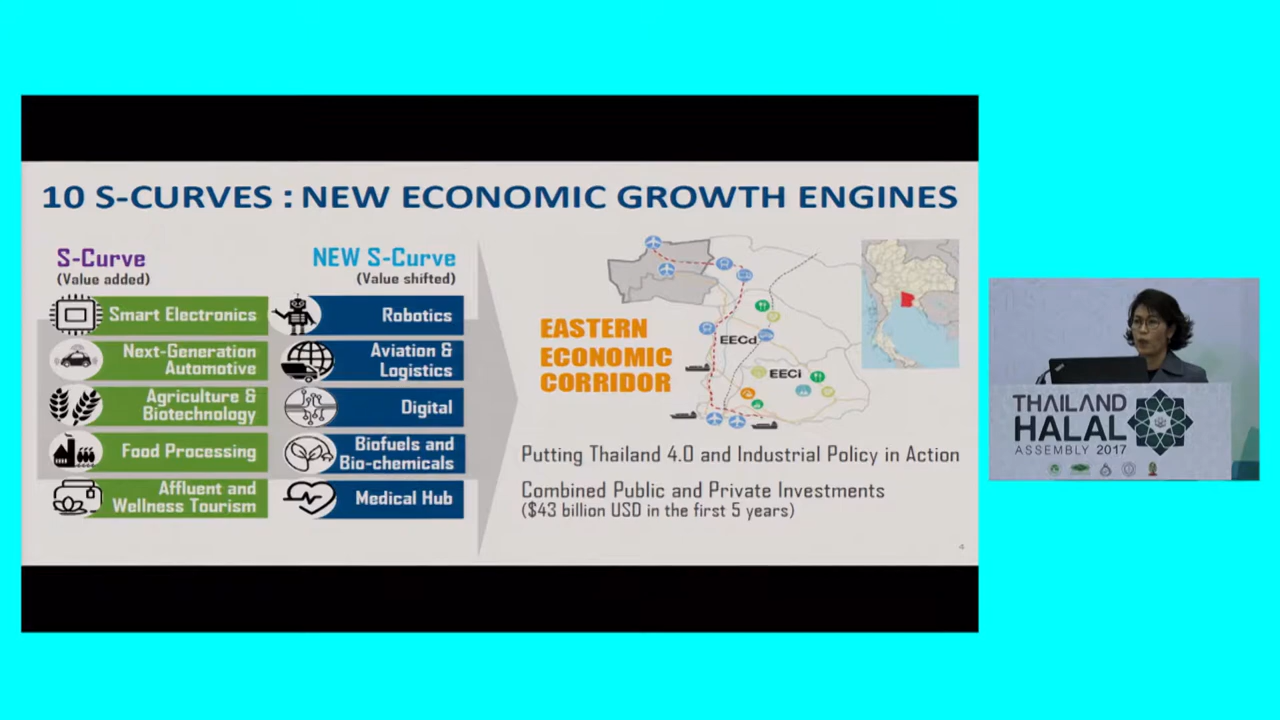 10 S-CURVES : NEW ECONOMIC GROWTH ENGINES
S-Curve
(Value added)
Smart Electronics
Next-Generation
Automotive
Agriculture &
Biotechnology
Food Processing
Affluent and
Wellness Tourism
NEW S-Curve
(Value shifted)
Robotics
Aviation &
Logistics
Digital
Biofuels and
Bio-chemicals
Medical Hub
EASTERN
ECONOMIC
CORRIDOR
EECd
EECi
Putting Thailand 4.0 and Industrial Policy in Action
Combined Public and Private Investments
($43 billion USD in the first 5 years)
4
THAILAND
HALAL
ASSEMBLY 2017